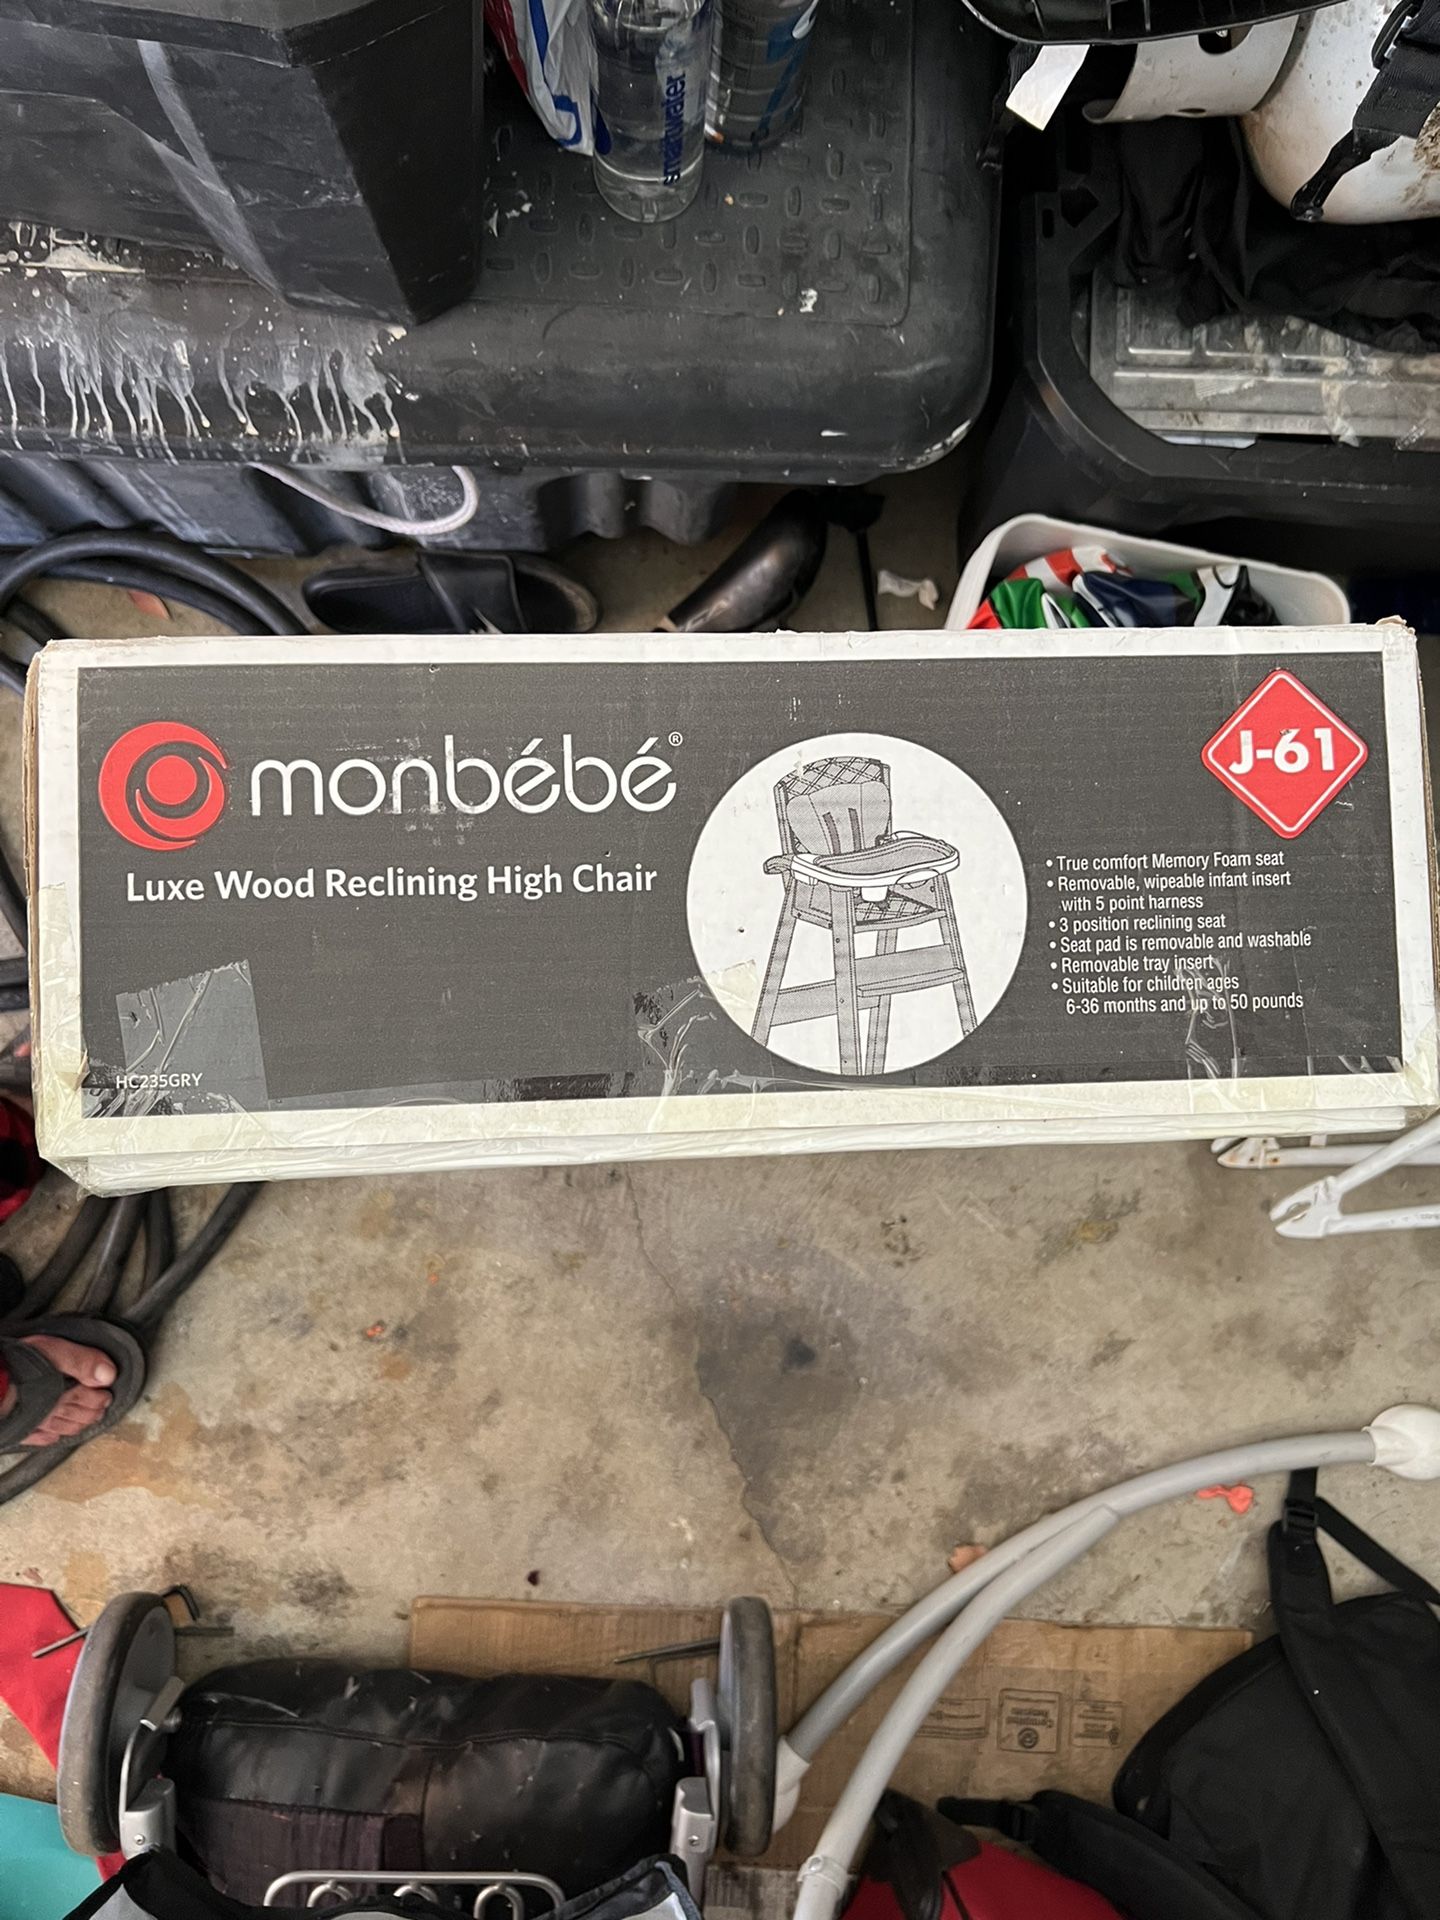 smartwater
monbébé®
Luxe Wood Reclining High Chair
J-61
• True comfort Memory Foam seat
• Removable, wipeable infant insert
with 5 point harness
• 3 position reclining seat
• Seat pad is removable and washable
• Removable tray insert
• Suitable for children ages
6-36 months and up to 50 pounds
HC235GRY